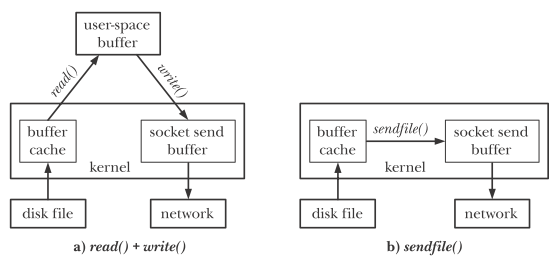 user-space
buffer
read()
write()
buffer
cache
socket send
buffer
kernel
disk file
network
a) read() + write()
buffer
cache
sendfile()
socket send
buffer
kernel
disk file
network
b) sendfile()